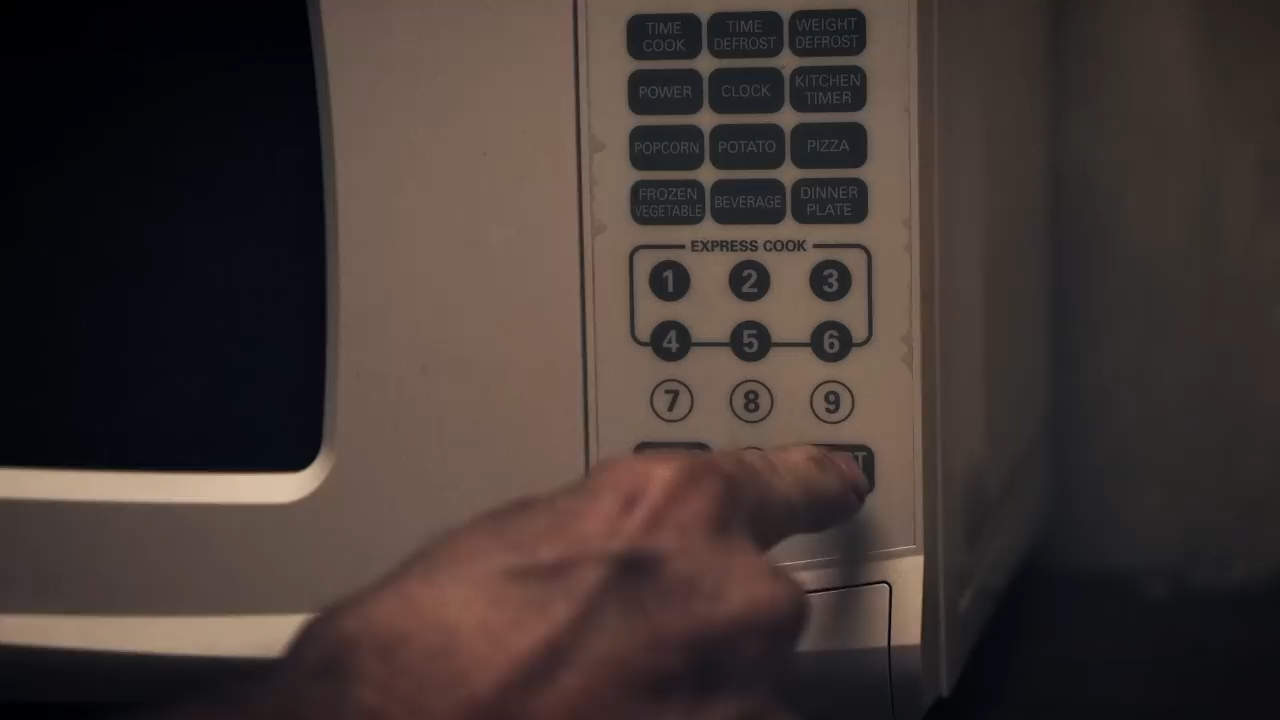 TIME
COOK
TIME
DEFROST
WEIGHT
DEFROST
POWER
CLOCK
KITCHEN
TIMER
POPCORN
POTATO
PIZZA
FROZEN
VEGETABLE
BEVERAGE
DINNER
PLATE
EXPRESS COOK
1 2 3
4 5 6
7 8 9